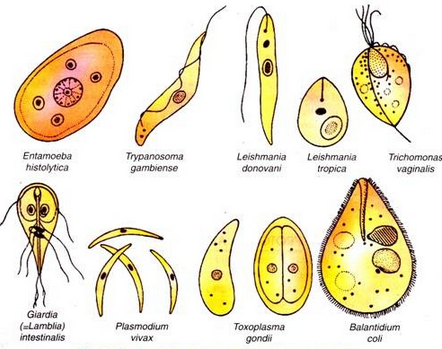 Entamoeba
histolytica
Trypanosoma
gambiense
Leishmania
donovani
Leishmania
tropica
Trichomonas
vaginalis
Giardia
(=Lamblia)
intestinalis
Plasmodium
vivax
Toxoplasma
gondii
Balantidium
coli